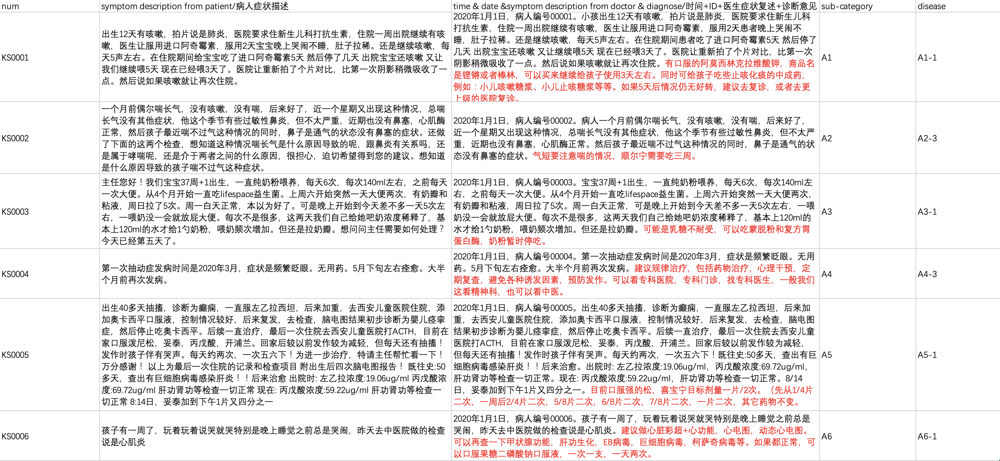 num
symptom description from patient/病人症状描述
time & date &symptom description from doctor & diagnose/时间+ID+医生症状复述+诊断意见
sub-category
disease
KS0001
出生12天有咳嗽，拍片说是肺炎，医院要求住新生儿科打抗生素，住院一周出院继续有咳
嗽，医生让服用进口阿奇霉素，服用2天宝宝晚上哭闹不睡，肚子拉稀。还是继续咳嗽，每
天5声左右。在住院期间给宝宝吃了进口阿奇霉素5天 然后停了几天 出院宝宝还咳嗽 又让
我们继续喂5天 现在已经喂3天了。医院让重新拍了个片对比，比第一次阴影稍微吸收了一
点。然后说如果咳嗽就让再次住院。
2020年1月1日，病人编号00001。小孩出生12天有咳嗽，拍片说是肺炎，医院要求住新生儿科
打抗生素，住院一周出院继续有咳嗽，医生让服用进口阿奇霉素，服用2天患者晚上哭闹不
睡，肚子拉稀。还是继续咳嗽，每天5声左右。在住院期间患者吃了进口阿奇霉素5天 然后停了
几天 出院宝宝还咳嗽 又让继续喂5天 现在已经喂3天了。医院让重新拍了个片对比，比第一次
阴影稍微吸收了一点。然后说如果咳嗽就让再次住院。有口服的阿莫西林克拉维酸钾，商品名
是铿锵或者棒林，可以买来继续给孩子使用3天左右。同时可给孩子吃些止咳化痰的中成药，
例如：小儿咳嗽糖浆、小儿止咳糖浆等等。如果5天后情况仍无好转，建议去复诊，或者去更
上级的医院复诊。
A1
A1-1
KS0002
一个月前偶尔喘长气，没有咳嗽，没有喘，后来好了，近一个星期又出现这种情况，总喘
长气没有其他症状，他这个季节有些过敏性鼻炎，但不太严重，近期也没有鼻塞，心肌酶
正常，然后孩子最近喘不过气这种情况的同时，鼻子是通气的状态没有鼻塞的症状。还做
了下面的这两个检查，想知道这种情况喘长气是什么原因导致的呢，跟鼻炎有关系吗，还
是属于哮喘呢，还是介于两者之间的什么原因，很担心，迫切希望得到您的建议。想知道
是什么原因导致的孩子喘不过气这种症状。
2020年1月1日，病人编号00002。病人一个月前偶尔喘长气，没有咳嗽，没有喘，后来好了，
近一个星期又出现这种情况，总喘长气没有其他症状，他这个季节有些过敏性鼻炎，但不太严
重，近期也没有鼻塞，心肌酶正常。然后孩子最近喘不过气这种情况的同时，鼻子是通气的状
态没有鼻塞的症状。气短要注意喘的情况，顺尔宁需要吃三周。
A2
A2-3
KS0003
主任您好！我们宝宝37周+1出生，一直纯奶粉喂养，每天6次，每次140ml左右，之前每天
一次大便。从4个月开始一直吃lifespace益生菌。上周六开始突然一天大便两次，有奶瓣和
粘液，周日拉了5次。周一白天正常，本以为好了。可是晚上开始到今天差不多一天5次左
右，一喂奶没一会就放屁大便。每次不是很多，这两天我们自己给她吧奶浓度稀释了，基
本上120ml的水才给1勺奶粉，喂奶频次增加。但还是拉奶瓣。想问问主任需要如何处理？
今天已经第五天了。
2020年1月1日，病人编号00003。宝宝37周+1出生，一直纯奶粉喂养，每天6次，每次140ml左
右，之前每天一次大便。从4个月开始一直吃lifespace益生菌。上周六开始突然一天大便两次，
有奶瓣和粘液，周日拉了5次。周一白天正常，可是晚上开始到今天差不多一天5次左右，一喂
奶没一会就放屁大便。每次不是很多，这两天我们自己给她吧奶浓度稀释了，基本上120ml的
水才给1勺奶粉，喂奶频次增加。但还是拉奶瓣。可能是乳糖不耐受，可以吃蒙脱粉和复方胃
蛋白酶，奶粉暂时停吃。
A3
A3-1
KS0004
第一次抽动症发病时间是2020年3月，症状是频繁眨眼。无用药。5月下旬左右痊愈。大半
个月前再次发病。
2020年1月1日，病人编号00004。第一次抽动症发病时间是2020年3月，症状是频繁眨眼。无用
药。5月下旬左右痊愈。大半个月前再次发病。建议规律治疗，包括药物治疗，心理干预，定
期复查，避免各种诱发因素，预防发作。可以看专科医院，专科门诊，找专科医生，一般我们
这看精神科，也可以看中医。
A4
A4-3
KS0005
出生40多天抽搐，诊断为癫痫，一直服左乙拉西坦，后来加重，去西安儿童医院住院，添
加奥卡西平口服液，控制情况较好，后来复发，去检查，脑电图结果初步诊断为婴儿痉挛
症，然后停止吃奥卡西平。后续一直治疗，最后一次住院去西安儿童医院打ACTH，目前在
家口服泼尼松，妥泰，丙戊酸，开浦兰。回家后较以前发作较为减轻，但每天还有抽搐！
发作时孩子伴有哭声。每天约两次，一次五六下！为进一步治疗，特请主任帮忙看一下！
万分感谢！ 以上为最后一次住院的记录和检查项目 附出生后四次脑电图报告！ 既往史:50
多天，查出有巨细胞病毒感染肝炎！！后来治愈 出院时: 左乙拉浓度:19.06ug/ml 丙戊酸浓
度:69.72ug/ml 肝功肾功等检查一切正常 现在: 丙戊酸浓度:59.22ug/ml 肝功肾功等检查一
切正常 8:14日，妥泰加到下午1片又四分之一
2020年1月1日，病人编号00005。出生40多天抽搐，诊断为癫痫，一直服左乙拉西坦，后来加
重，去西安儿童医院住院，添加奥卡西平口服液，控制情况较好，后来复发，去检查，脑电图
结果初步诊断为婴儿痉挛症，然后停止吃奥卡西平。后续一直治疗，最后一次住院去西安儿童
医院打ACTH，目前在家口服泼尼松，妥泰，丙戊酸，开浦兰。回家后较以前发作较为减轻，
但每天还有抽搐！发作时孩子伴有哭声。每天约两次，一次五六下！既往史:50多天，查出有巨
细胞病毒感染肝炎！！后来治愈。出院时: 左乙拉浓度:19.06ug/ml，丙戊酸浓度:69.72ug/ml，
肝功肾功等检查一切正常。现在: 丙戊酸浓度:59.22ug/ml，肝功肾功等检查一切正常。8/14
日，妥泰加到下午1片又四分之一。目前口服强的松，喜宝宁目标剂量一片/2次。（先从1/4片
二次，一周后2/4片二次，5/8片二次，6/8片二次，7/8片二次，一片二次，其它药物不变。
A5
A5-1
KS0006
孩子有一周了，玩着玩着说哭就哭特别是晚上睡觉之前总是哭闹，昨天去中医院做的检查
说是心肌炎
2020年1月1日，病人编号00006。孩子有一周了，玩着玩着说哭就哭特别是晚上睡觉之前总是
哭闹，昨天去中医院做的检查说是心肌炎。建议做心脏彩超+心功能，心电图，动态心电图。
可以再查一下甲状腺功能，肝功生化，EB病毒，巨细胞病毒，柯萨奇病毒等。如果都正常，可
以口服果糖二磷酸钠口服液，一次一支，一天两次。
A6
A6-1